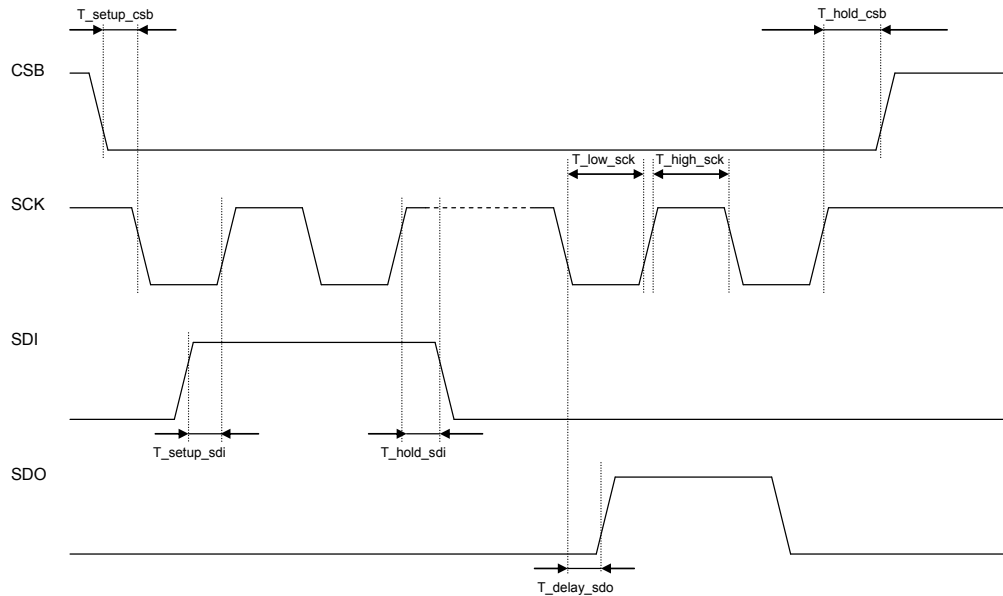 T_setup_csb
T_hold_csb
CSB
T_low_sck
T_high_sck
SCK
SDI
T_setup_sdi
T_hold_sdi
SDO
T_delay_sdo